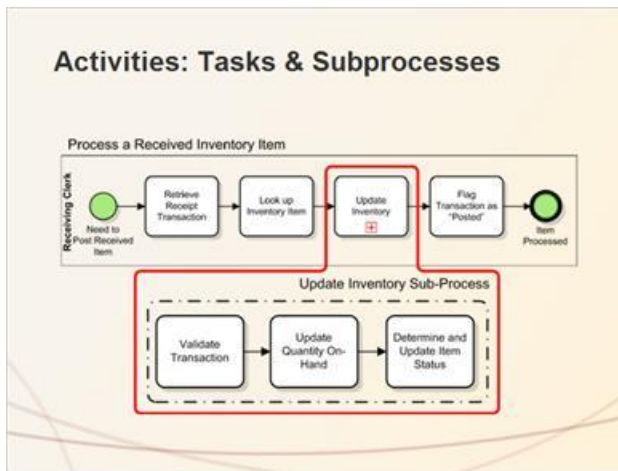 Activities: Tasks & Subprocesses
Process a Received Inventory Item
Receiving Clerk
Need to
Post Received
Item
Retrieve
Receipt
Transaction
Look up
Inventory Item
Update
Inventory
Flag
Transaction as
“Posted”
Item
Processed
Update Inventory Sub-Process
Validate
Transaction
Update
Quantity On-
Hand
Determine and
Update Item
Status